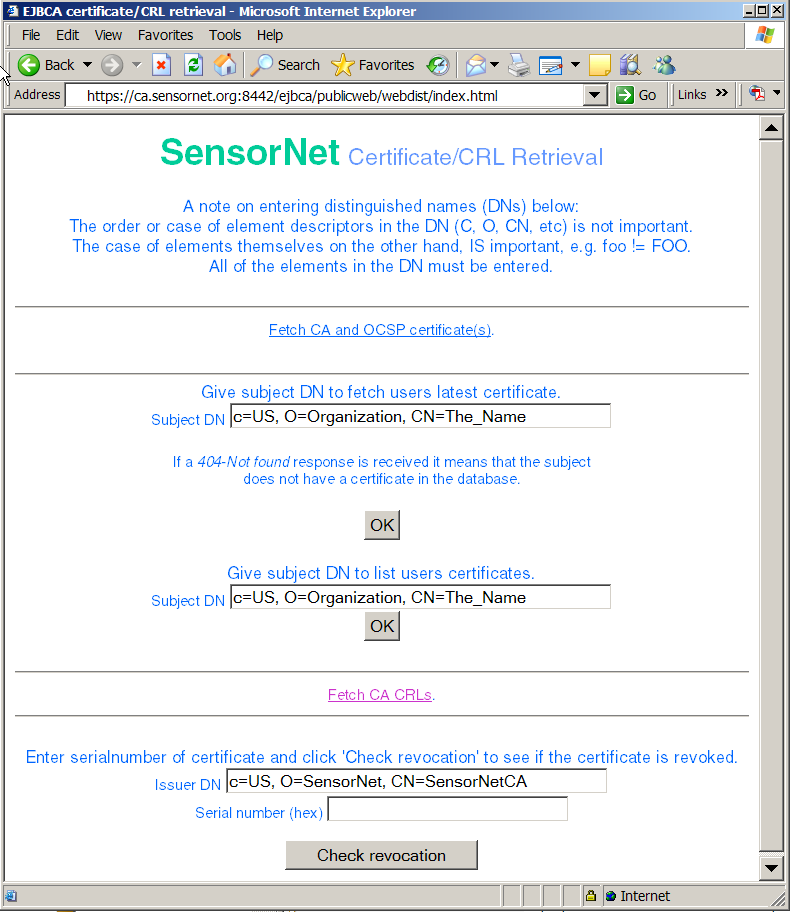 EJBCA certificate/CRL retrieval - Microsoft Internet Explorer
File Edit View Favorites Tools Help
Back Search Favorites
Address https://ca.sensornet.org:8442/ejbca/publicweb/webdist/index.html Go Links »
SensorNet Certificate/CRL Retrieval
A note on entering distinguished names (DNs) below:
The order or case of element descriptors in the DN (C, O, CN, etc) is not important.
The case of elements themselves on the other hand, IS important, e.g. foo != FOO.
All of the elements in the DN must be entered.
Fetch CA and OCSP certificate(s).
Give subject DN to fetch users latest certificate.
Subject DN c=US, O=Organization, CN=The_Name
If a 404-Not found response is received it means that the subject
does not have a certificate in the database.
OK
Give subject DN to list users certificates.
Subject DN c=US, O=Organization, CN=The_Name
OK
Fetch CA CRLs.
Enter serialnumber of certificate and click 'Check revocation' to see if the certificate is revoked.
Issuer DN c=US, O=SensorNet, CN=SensorNetCA
Serial number (hex)
Check revocation
Internet